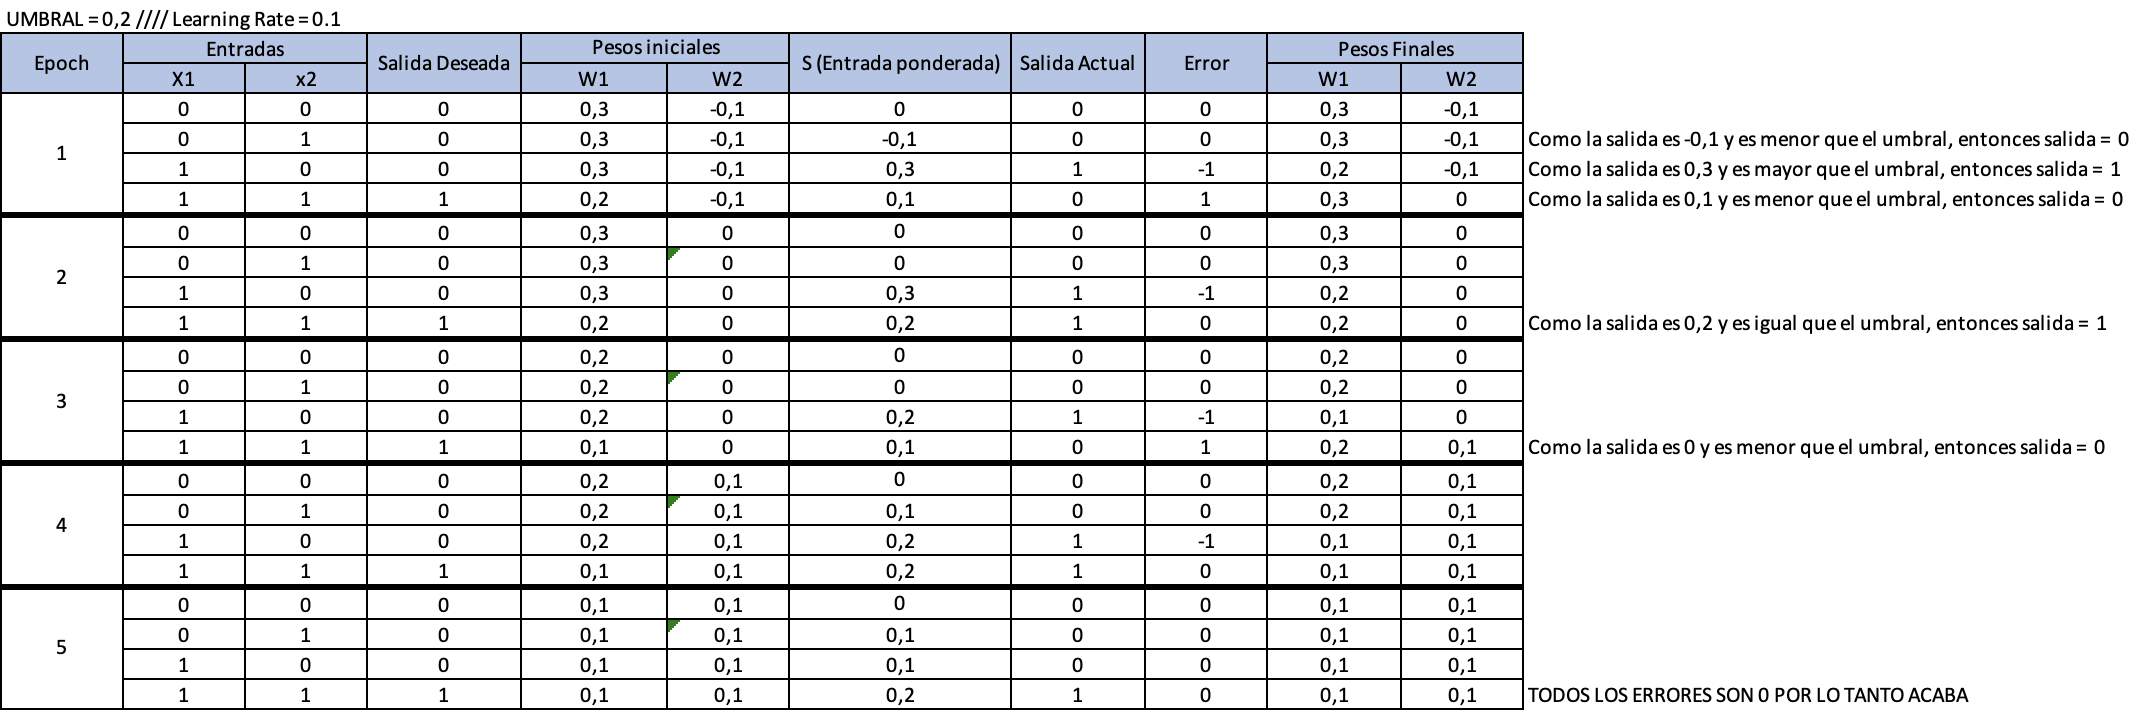 UMBRAL = 0,2 //// Learning Rate = 0.1
Epoch Entradas Salida Deseada Pesos iniciales S (Entrada ponderada) Salida Actual Error Pesos Finales
X1 x2 W1 W2 W1 W2
1
0 0 0 0,3 -0,1 0 0 0 0,3 -0,1
0 1 0 0,3 -0,1 -0,1 0 0 0,3 -0,1 Como la salida es -0,1 y es menor que el umbral, entonces salida = 0
1 0 0 0,3 -0,1 0,3 1 -1 0,2 -0,1 Como la salida es 0,3 y es mayor que el umbral, entonces salida = 1
1 1 1 0,2 -0,1 0,1 0 1 0,3 0 Como la salida es 0,1 y es menor que el umbral, entonces salida = 0
2
0 0 0 0,3 0 0 0 0 0,3 0
0 1 0 0,3 0 0 0 0 0,3 0
1 0 0 0,3 0 0,3 1 -1 0,2 0
1 1 1 0,2 0 0,2 1 0 0,2 0 Como la salida es 0,2 y es igual que el umbral, entonces salida = 1
3
0 0 0 0,2 0 0 0 0 0,2 0
0 1 0 0,2 0 0 0 0 0,2 0
1 0 0 0,2 0 0,2 1 -1 0,1 0
1 1 1 0,1 0 0,1 0 1 0,2 0,1 Como la salida es 0 y es menor que el umbral, entonces salida = 0
4
0 0 0 0,2 0,1 0 0 0 0,2 0,1
0 1 0 0,2 0,1 0,1 0 0 0,2 0,1
1 0 0 0,2 0,1 0,2 1 -1 0,1 0,1
1 1 1 0,1 0,1 0,2 1 0 0,1 0,1
5
0 0 0 0,1 0,1 0 0 0 0,1 0,1
0 1 0 0,1 0,1 0,1 0 0 0,1 0,1
1 0 0 0,1 0,1 0,1 0 0 0,1 0,1
1 1 1 0,1 0,1 0,2 1 0 0,1 0,1 TODOS LOS ERRORES SON 0 POR LO TANTO ACABA